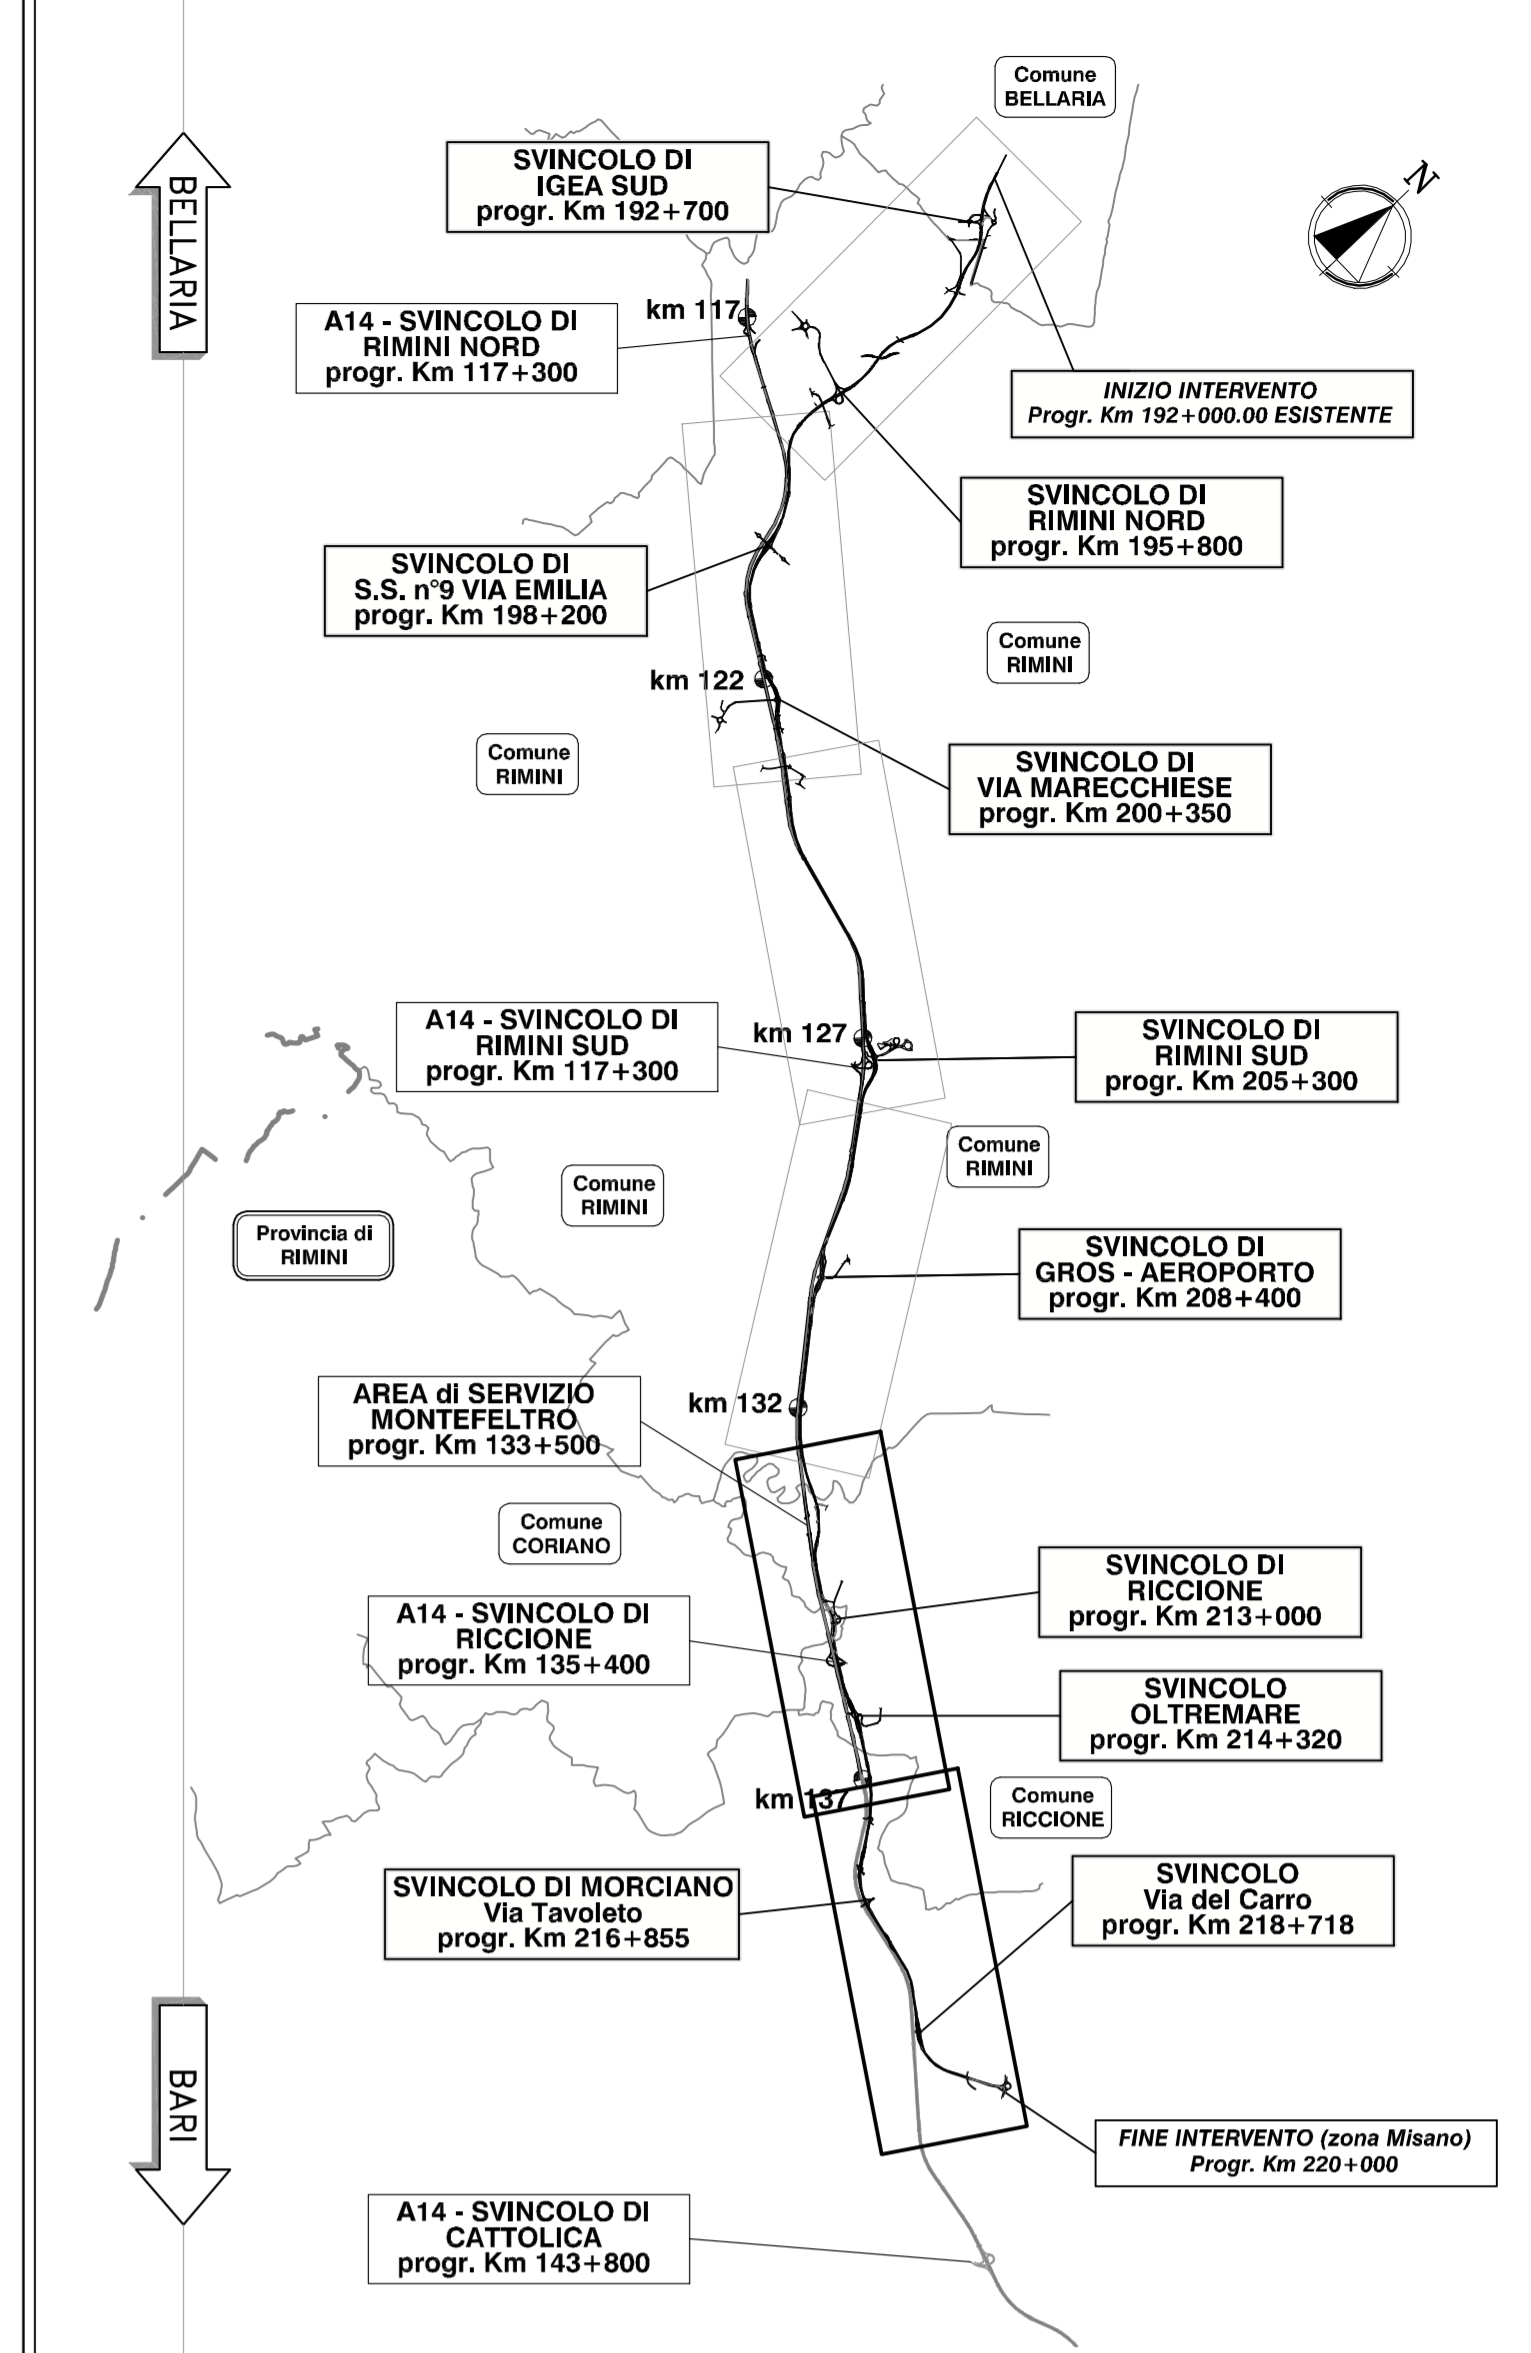 Comune
BELLARIA
SVINCOLO DI
IGEA SUD
progr. Km 192+700
N
BELLARIA
km 117
A14 - SVINCOLO DI
RIMINI NORD
progr. Km 117+300
INIZIO INTERVENTO
Progr. Km 192+000.00 ESISTENTE
SVINCOLO DI
RIMINI NORD
progr. Km 195+800
SVINCOLO DI
S.S. n°9 VIA EMILIA
progr. Km 198+200
Comune
RIMINI
km 122
Comune
RIMINI
SVINCOLO DI
VIA MARECCHIESE
progr. Km 200+350
A14 - SVINCOLO DI
RIMINI SUD
progr. Km 117+300
km 127
SVINCOLO DI
RIMINI SUD
progr. Km 205+300
Comune
RIMINI
Comune
RIMINI
Provincia di
RIMINI
SVINCOLO DI
GROS - AEROPORTO
progr. Km 208+400
AREA di SERVIZIO
MONTEFELTRO
progr. Km 133+500
km 132
Comune
CORIANO
SVINCOLO DI
RICCIONE
progr. Km 213+000
A14 - SVINCOLO DI
RICCIONE
progr. Km 135+400
SVINCOLO
OLTREMARE
progr. Km 214+320
km 137
Comune
RICCIONE
SVINCOLO DI MORCIANO
Via Tavoleto
progr. Km 216+855
SVINCOLO
Via del Carro
progr. Km 218+718
BARI
FINE INTERVENTO (zona Misano)
Progr. Km 220+000
A14 - SVINCOLO DI
CATTOLICA
progr. Km 143+800